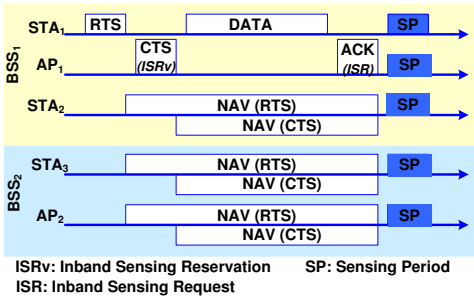 BSS1
STA1 RTS DATA SP
AP1 CTS (ISRv) ACK (ISR) SP
STA2 NAV (RTS) SP
NAV (CTS)
BSS2
STA3 NAV (RTS) SP
NAV (CTS)
AP2 NAV (RTS) SP
NAV (CTS)
ISRv: Inband Sensing Reservation SP: Sensing Period
ISR: Inband Sensing Request